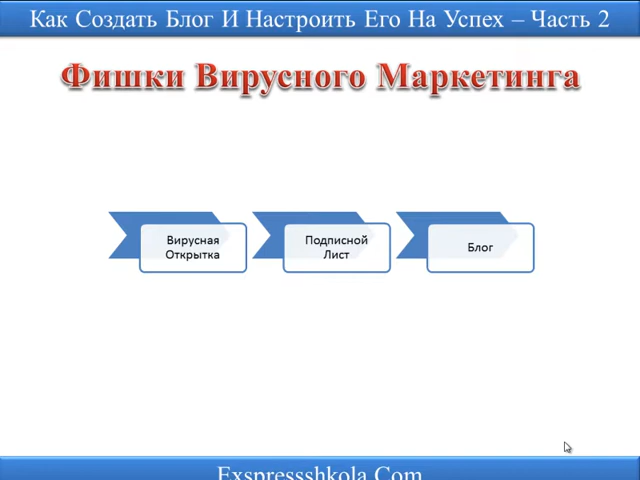 Как Создать Блог И Настроить Его На Успех – Часть 2
Фишки Вирусного Маркетинга
Вирусная
Открытка
Подписной
Лист
Блог
Exspressshkola.Com